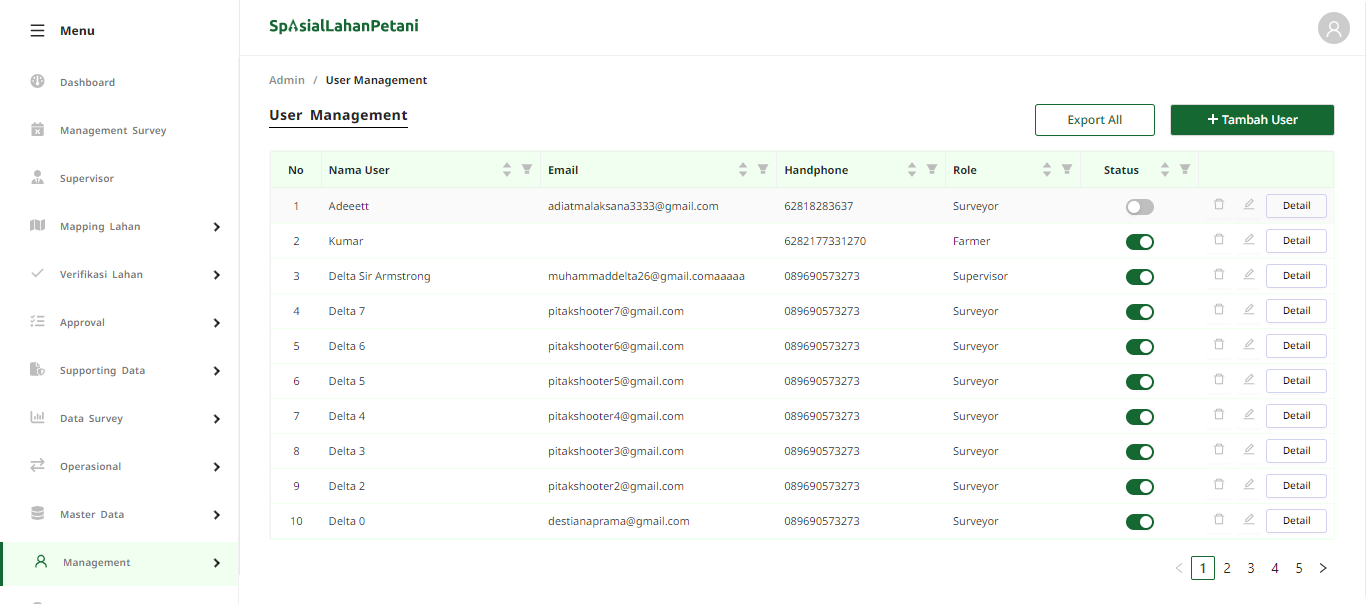 Menu
SpAsialLahanPetani
Dashboard
Management Survey
Supervisor
Mapping Lahan
Verifikasi Lahan
Approval
Supporting Data
Data Survey
Operasional
Master Data
Management
Admin / User Management
User Management
Export All
+ Tambah User
No Nama User Email Handphone Role Status
1 Adeeett adiatmalaksana3333@gmail.com 62818283637 Surveyor Detail
2 Kumar 6282177331270 Farmer Detail
3 Delta Sir Armstrong muhammaddelta26@gmail.comaaaaa 089690573273 Supervisor Detail
4 Delta 7 pitakshooter7@gmail.com 089690573273 Surveyor Detail
5 Delta 6 pitakshooter6@gmail.com 089690573273 Surveyor Detail
6 Delta 5 pitakshooter5@gmail.com 089690573273 Surveyor Detail
7 Delta 4 pitakshooter4@gmail.com 089690573273 Surveyor Detail
8 Delta 3 pitakshooter3@gmail.com 089690573273 Surveyor Detail
9 Delta 2 pitakshooter2@gmail.com 089690573273 Surveyor Detail
10 Delta 0 destianaprama@gmail.com 089690573273 Surveyor Detail
< 1 2 3 4 5 >